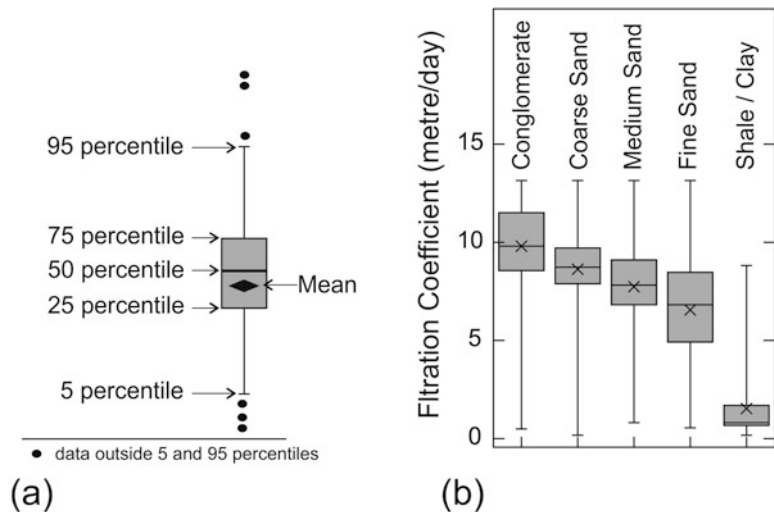 95 percentile
75 percentile
50 percentile
25 percentile
Mean
5 percentile
data outside 5 and 95 percentiles
(a)
Fltration Coefficient (metre/day)
15
10
5
0
Conglomerate
Coarse Sand
Medium Sand
Fine Sand
Shale / Clay
(b)